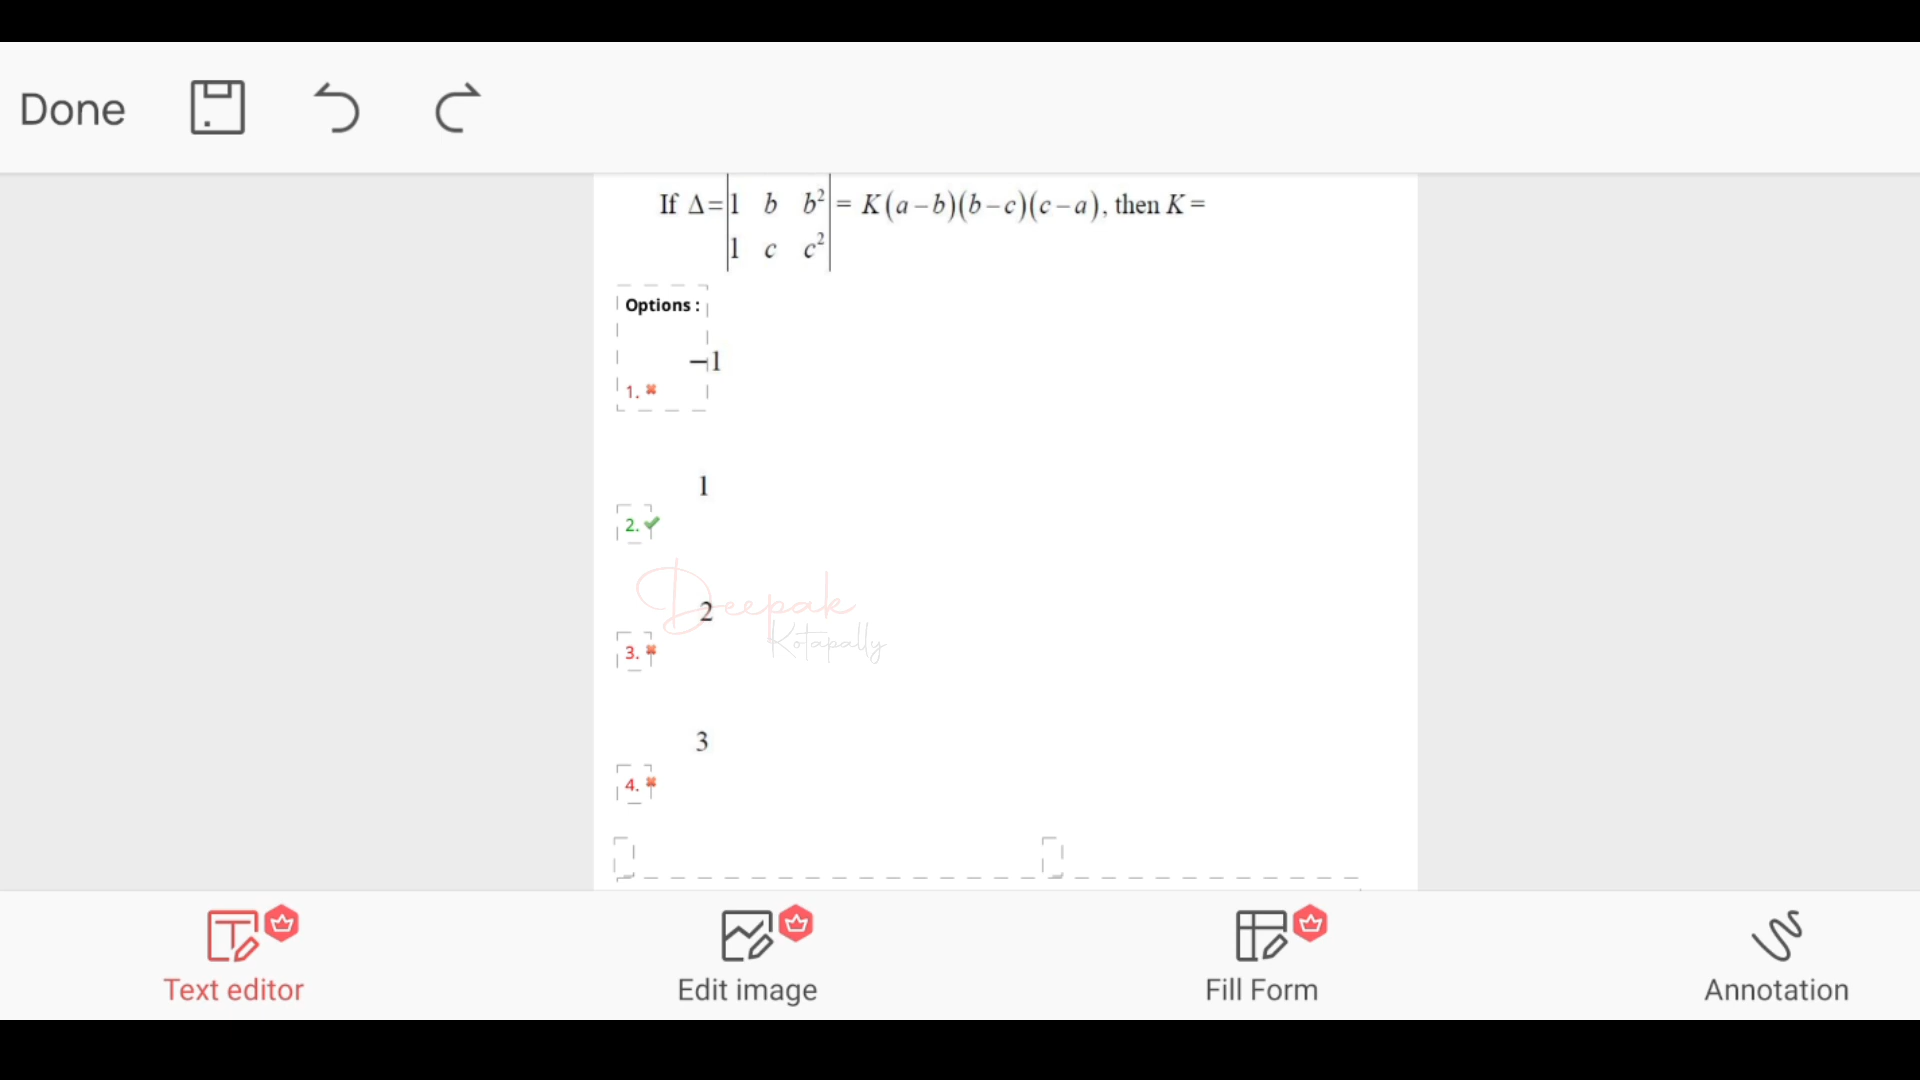 Done
If Δ= |1 b b²| = K(a−b)(b−c)(c−a), then K=
|1 c c²|
Options :
−1
1. ✖
1
2. ✔
2
Deepak
Kotapally
3. ✖
3
4. ✖
Text editor
Edit image
Fill Form
Annotation